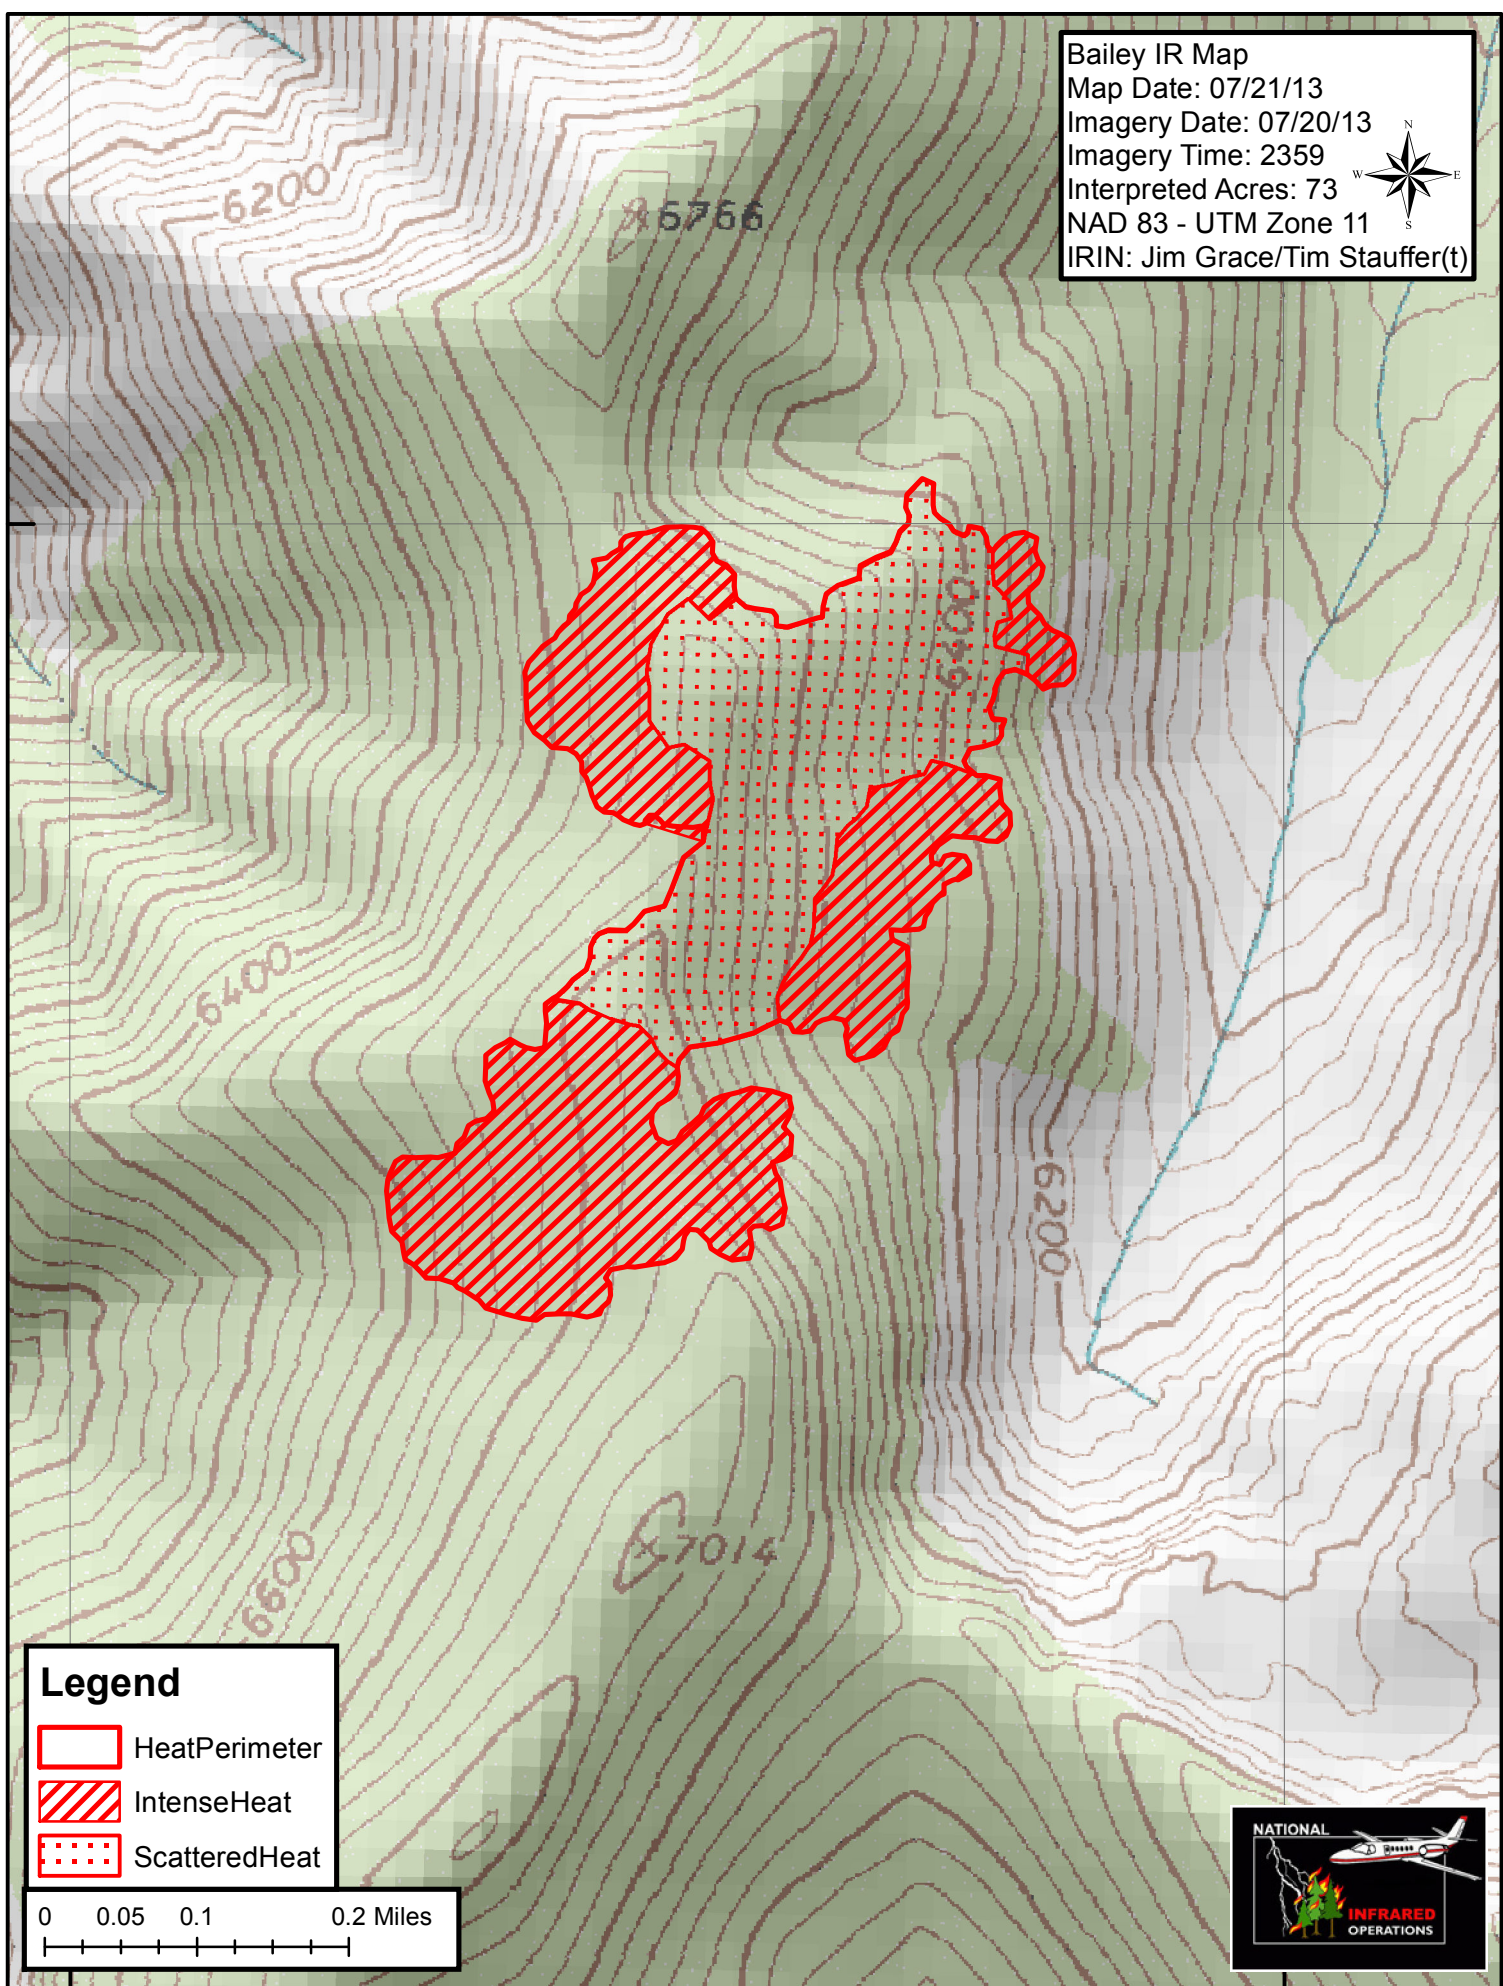 Bailey IR Map
Map Date: 07/21/13
Imagery Date: 07/20/13
Imagery Time: 2359
Interpreted Acres: 73
NAD 83 - UTM Zone 11
IRIN: Jim Grace/Tim Stauffer(t)
N
W E
S
6200
6766
6400
6400
6200
7014
6600
Legend
HeatPerimeter
IntenseHeat
ScatteredHeat
0 0.05 0.1 0.2 Miles
NATIONAL
INFRARED
OPERATIONS